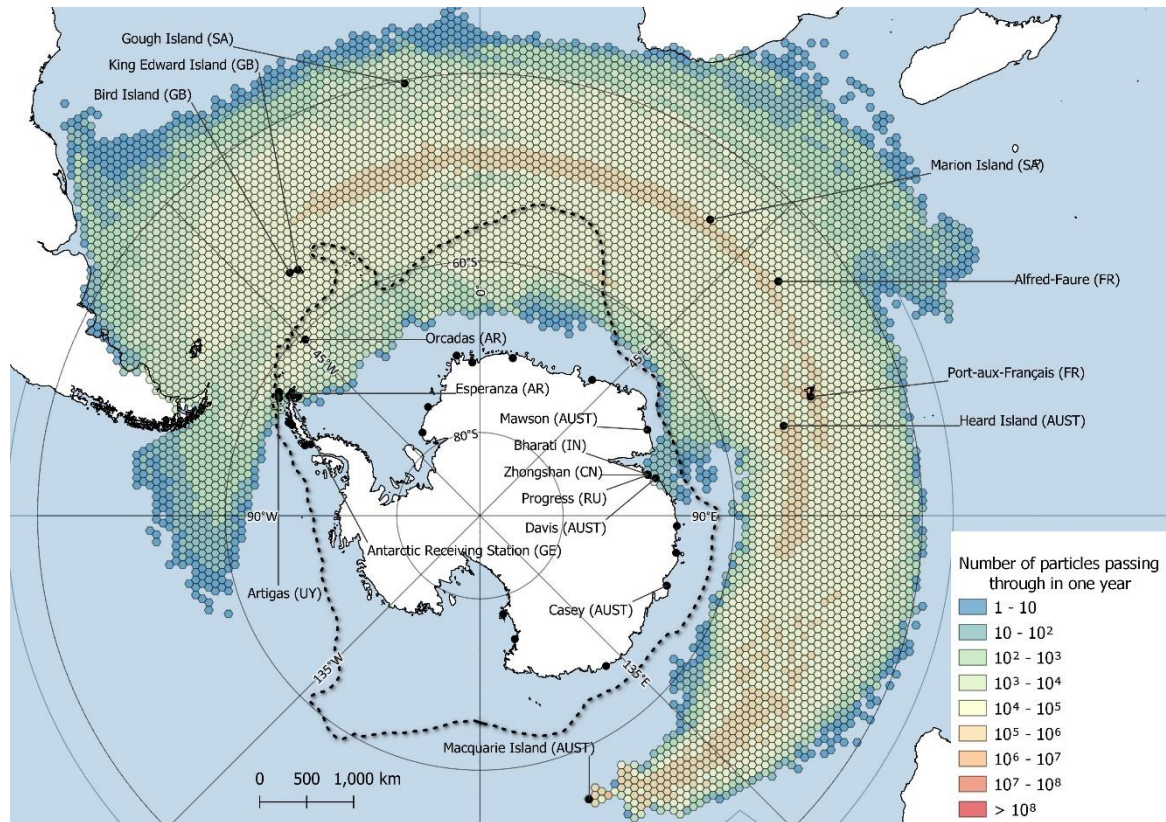 Gough Island (SA)
King Edward Island (GB)
Bird Island (GB)
Marion Island (SA)
60°S
0°
Alfred-Faure (FR)
Orcadas (AR)
45°W
45°E
Esperanza (AR)
Port-aux-Français (FR)
Mawson (AUST)
Heard Island (AUST)
80°S
Bharati (IN)
Zhongshan (CN)
Progress (RU)
90°W
90°E
Davis (AUST)
Antarctic Receiving Station (GE)
Artigas (UY)
Casey (AUST)
135°W
135°E
Macquarie Island (AUST)
0 500 1,000 km
Number of particles passing
through in one year
1 - 10
10 - 10²
10² - 10³
10³ - 10⁴
10⁴ - 10⁵
10⁵ - 10⁶
10⁶ - 10⁷
10⁷ - 10⁸
> 10⁸